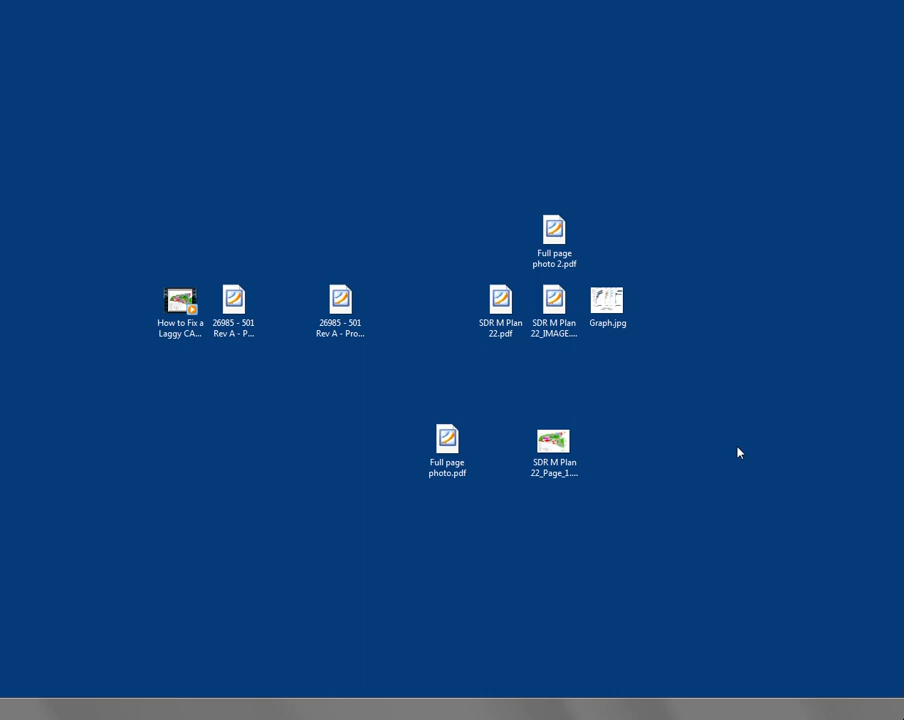 Full page
photo 2.pdf
How to Fix a
Laggy CA...
26985 - 501
Rev A - P...
26985 - 501
Rev A - Pro...
SDR M Plan
22.pdf
SDR M Plan
22_IMAGE....
Graph.jpg
Full page
photo.pdf
SDR M Plan
22_Page_1....